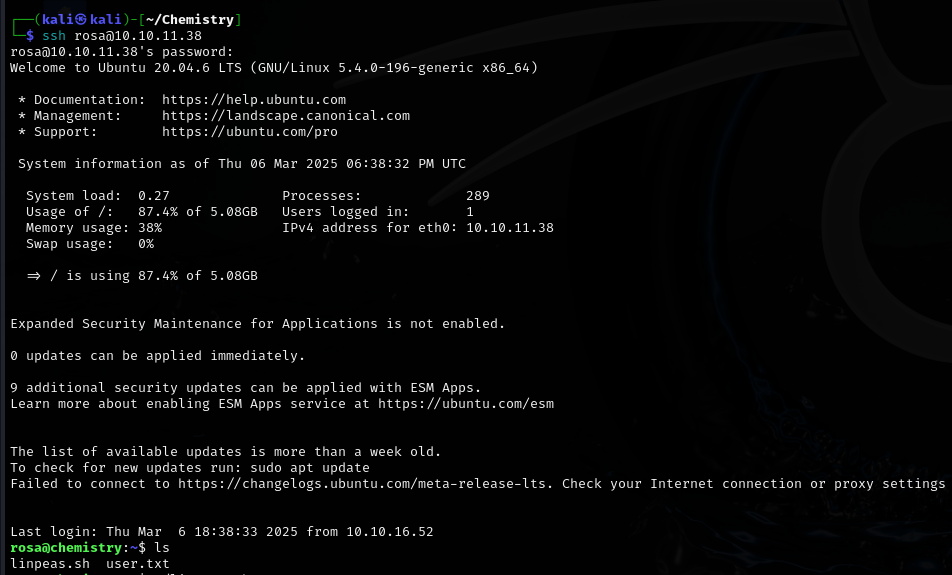 ┌──(kali㉿kali)-[~/Chemistry]
└─$ ssh rosa@10.10.11.38
rosa@10.10.11.38's password:
Welcome to Ubuntu 20.04.6 LTS (GNU/Linux 5.4.0-196-generic x86_64)
* Documentation:  https://help.ubuntu.com
* Management:     https://landscape.canonical.com
* Support:        https://ubuntu.com/pro
System information as of Thu 06 Mar 2025 06:38:32 PM UTC
System load:  0.27              Processes:             289
Usage of /:   87.4% of 5.08GB   Users logged in:       1
Memory usage: 38%               IPv4 address for eth0: 10.10.11.38
Swap usage:   0%
=> / is using 87.4% of 5.08GB
Expanded Security Maintenance for Applications is not enabled.
0 updates can be applied immediately.
9 additional security updates can be applied with ESM Apps.
Learn more about enabling ESM Apps service at https://ubuntu.com/esm
The list of available updates is more than a week old.
To check for new updates run: sudo apt update
Failed to connect to https://changelogs.ubuntu.com/meta-release-lts. Check your Internet connection or proxy settings
Last login: Thu Mar  6 18:38:33 2025 from 10.10.16.52
rosa@chemistry:~$ ls
linpeas.sh  user.txt